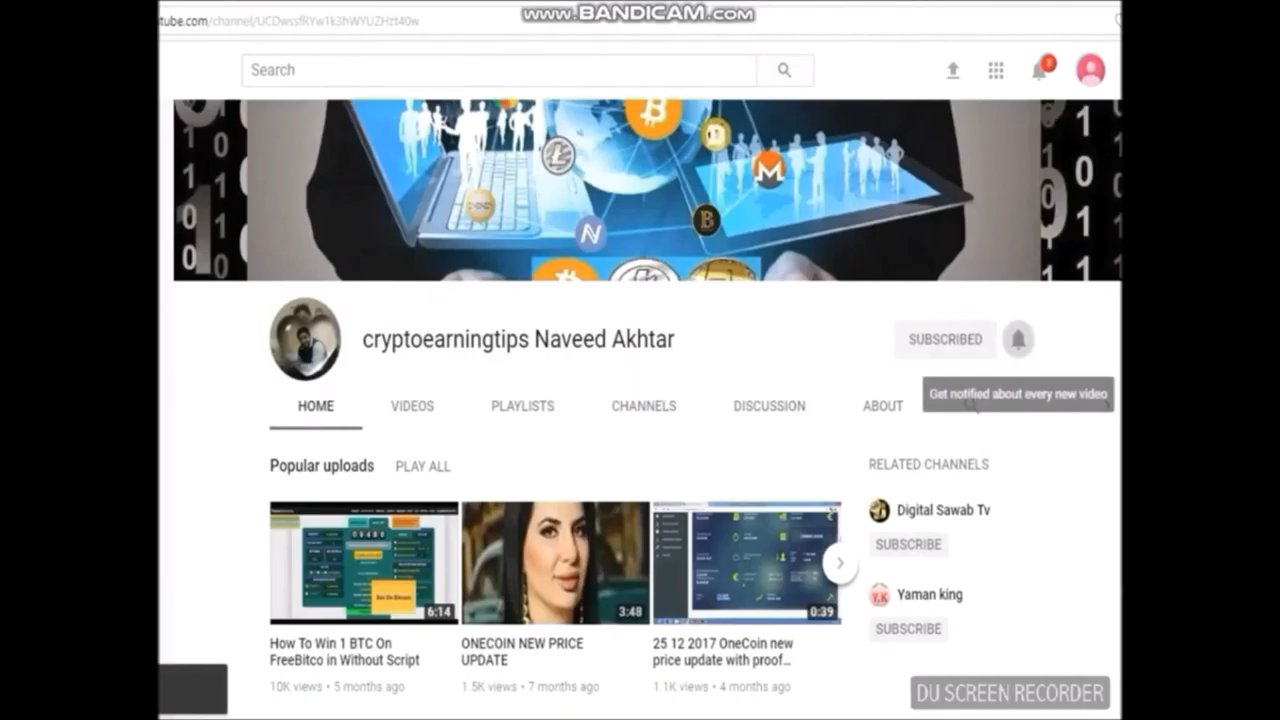 www.BANDICAM.com
tube.com/channel/UCDwssfRYw1k3hWYUZHzt40w
Search
3
cryptoearningtips Naveed Akhtar
SUBSCRIBED
Get notified about every new video
HOME VIDEOS PLAYLISTS CHANNELS DISCUSSION ABOUT
Popular uploads PLAY ALL
RELATED CHANNELS
Digital Sawab Tv
SUBSCRIBE
Y.K Yaman king
SUBSCRIBE
6:14 3:48 0:39
How To Win 1 BTC On
FreeBitco in Without Script
10K views • 5 months ago
ONECOIN NEW PRICE
UPDATE
1.5K views • 7 months ago
25 12 2017 OneCoin new
price update with proof...
1.1K views • 4 months ago
DU SCREEN RECORDER